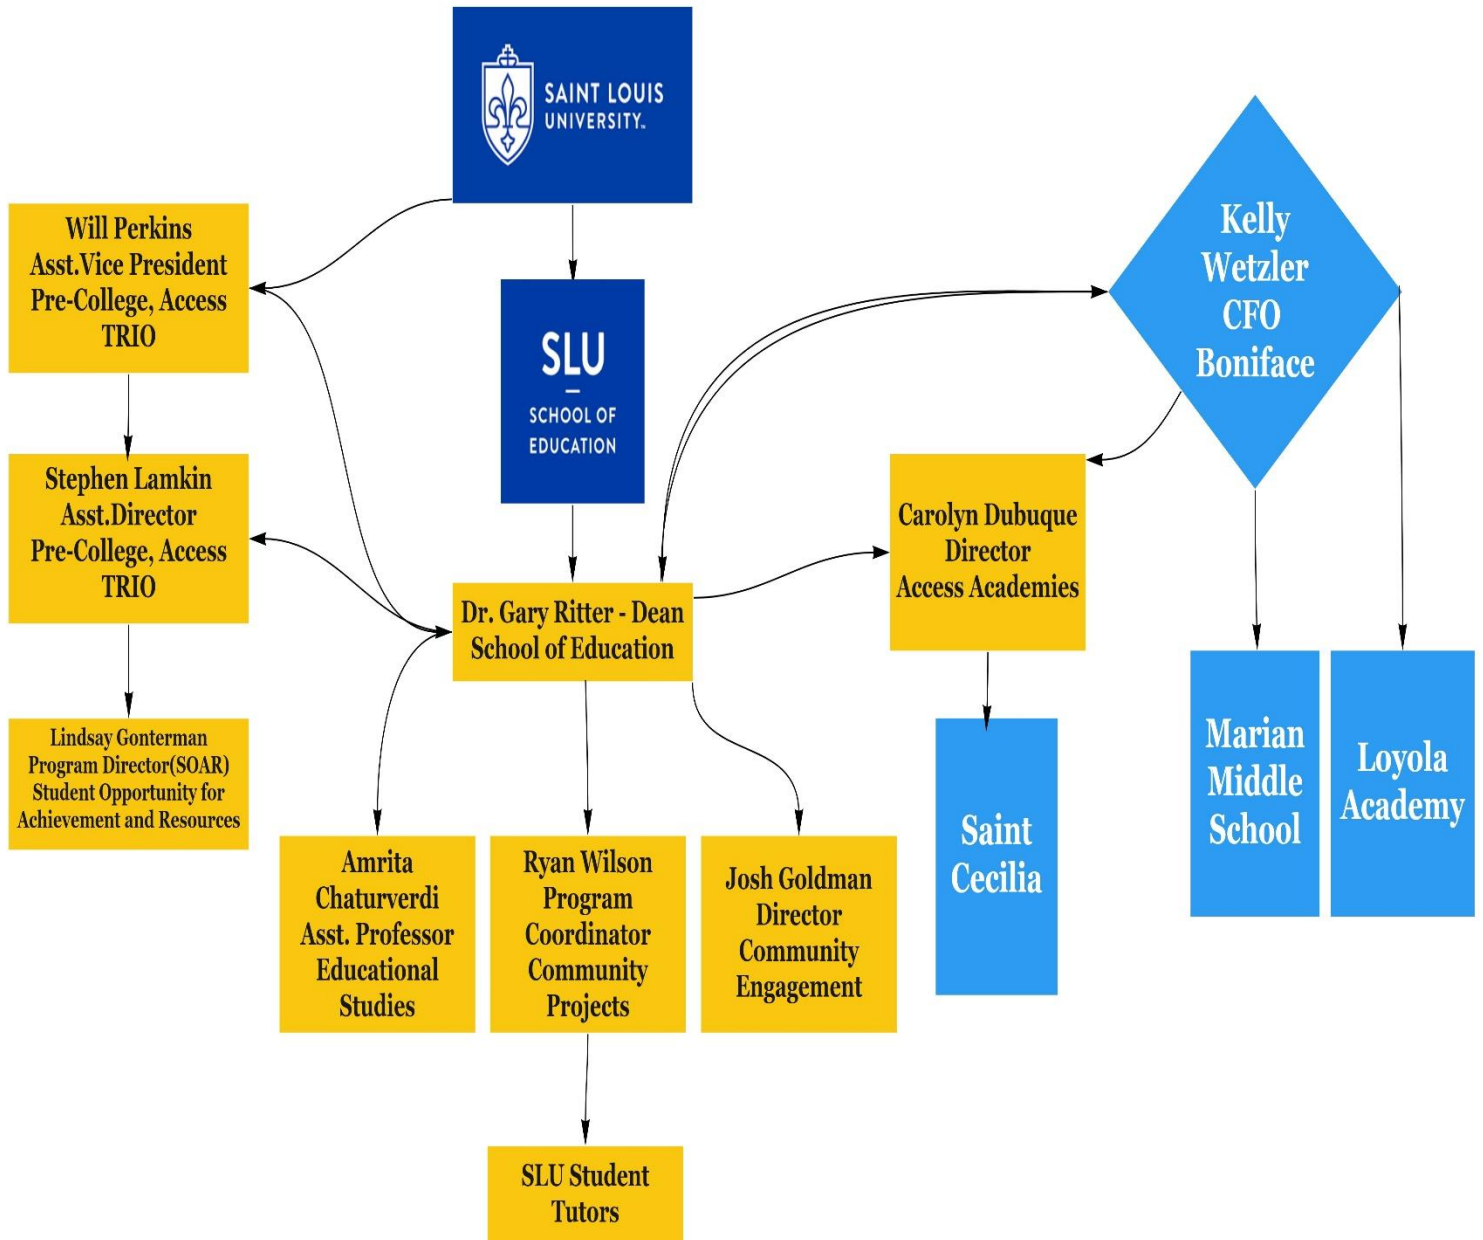 SAINT LOUIS
UNIVERSITY™
Will Perkins
Asst.Vice President
Pre-College, Access
TRIO
Kelly
Wetzler
CFO
Boniface
SLU
SCHOOL OF
EDUCATION
Stephen Lamkin
Asst.Director
Pre-College, Access
TRIO
Carolyn Dubuque
Director
Access Academies
Dr. Gary Ritter - Dean
School of Education
Lindsay Gonterman
Program Director(SOAR)
Student Opportunity for
Achievement and Resources
Marian
Middle
School
Loyola
Academy
Saint
Cecilia
Amrita
Chaturverdi
Asst. Professor
Educational
Studies
Ryan Wilson
Program
Coordinator
Community
Projects
Josh Goldman
Director
Community
Engagement
SLU Student
Tutors